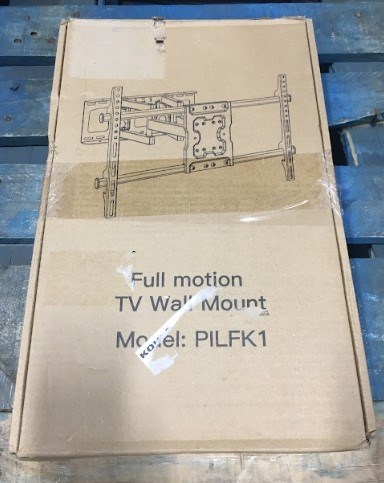 Full motion
TV Wall Mount
Model: PILFK1